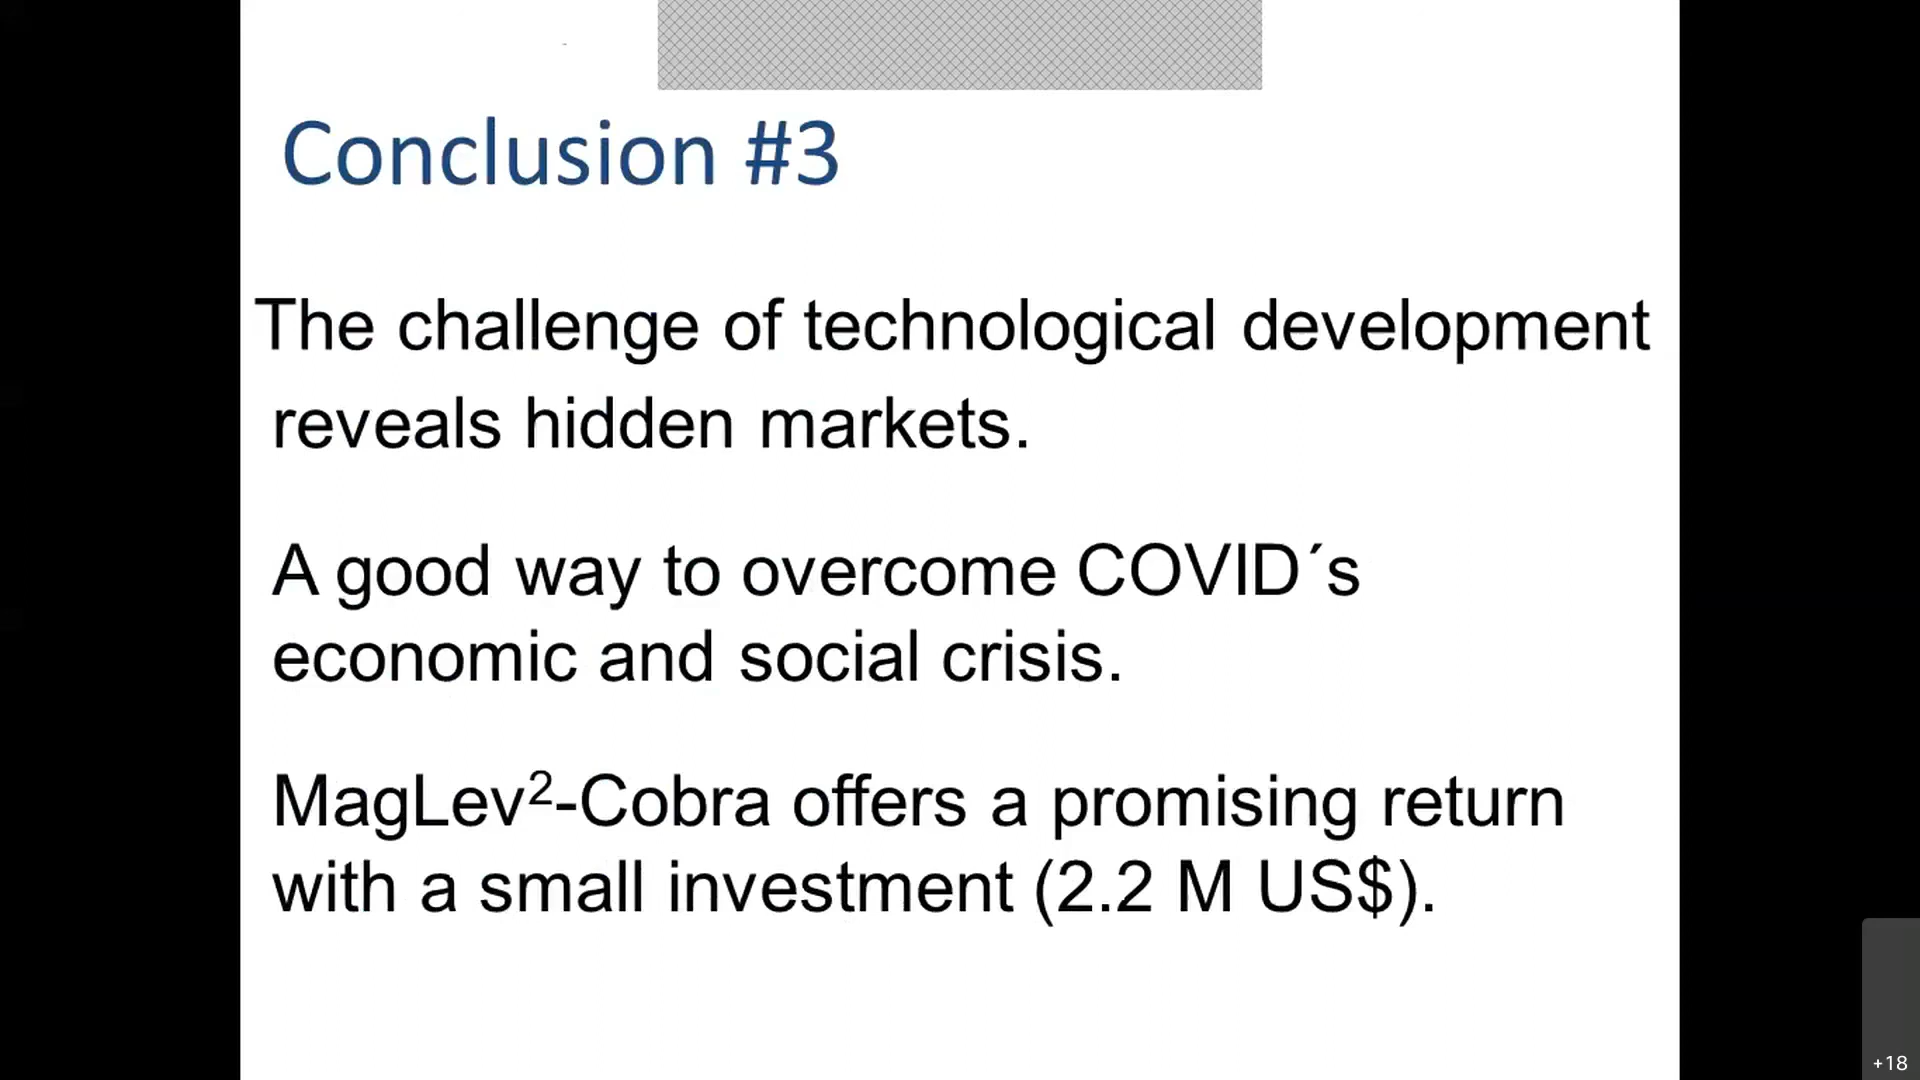 Conclusion #3
The challenge of technological development
reveals hidden markets.
A good way to overcome COVID´s
economic and social crisis.
MagLev²-Cobra offers a promising return
with a small investment (2.2 M US$).
+18